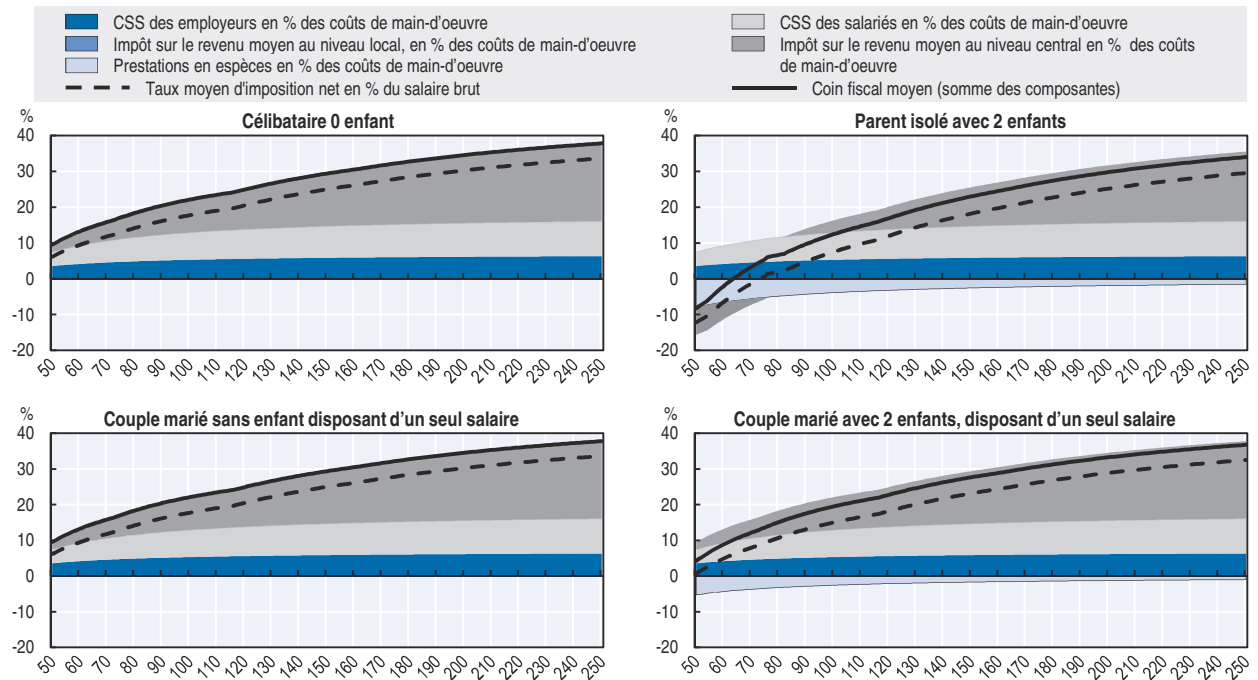 CSS des employeurs en % des coûts de main-d'oeuvre
Impôt sur le revenu moyen au niveau local, en % des coûts de main-d'oeuvre
Prestations en espèces en % des coûts de main-d'oeuvre
Taux moyen d'imposition net en % du salaire brut
CSS des salariés en % des coûts de main-d'oeuvre
Impôt sur le revenu moyen au niveau central en % des coûts
de main-d'oeuvre
Coin fiscal moyen (somme des composantes)
%
Célibataire 0 enfant
40
30
20
10
0
-10
-20
50 60 70 80 90 100 110 120 130 140 150 160 170 180 190 200 210 220 230 240 250
%
Parent isolé avec 2 enfants
40
30
20
10
0
-10
-20
50 60 70 80 90 100 110 120 130 140 150 160 170 180 190 200 210 220 230 240 250
%
Couple marié sans enfant disposant d'un seul salaire
40
30
20
10
0
-10
-20
50 60 70 80 90 100 110 120 130 140 150 160 170 180 190 200 210 220 230 240 250
%
Couple marié avec 2 enfants, disposant d'un seul salaire
40
30
20
10
0
-10
-20
50 60 70 80 90 100 110 120 130 140 150 160 170 180 190 200 210 220 230 240 250